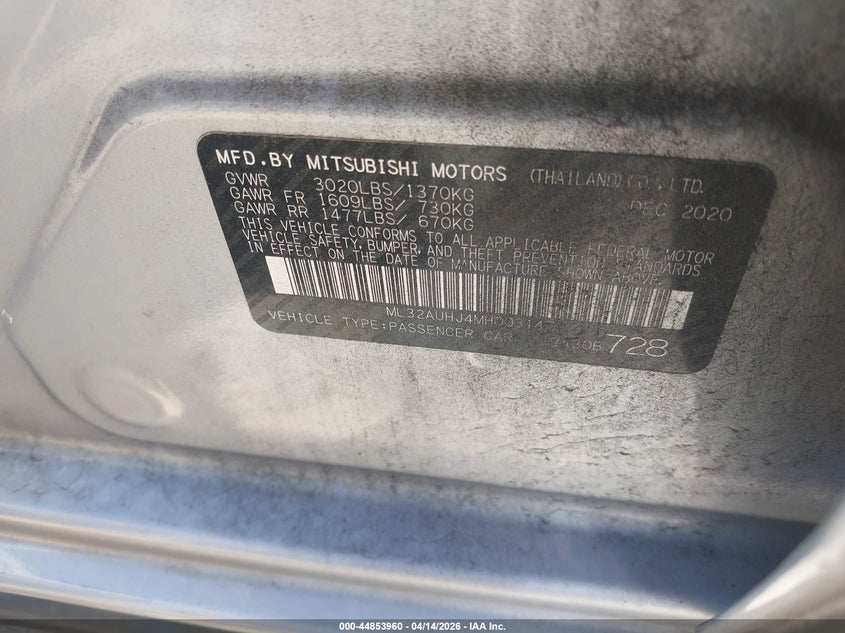 MFD.BY MITSUBISHI MOTORS (THAILAND) CO., LTD.
GVWR 3020LBS/1370KG DEC 2020
GAWR FR 1609LBS/ 730KG
GAWR RR 1477LBS/ 670KG
THIS VEHICLE CONFORMS TO ALL APPLICABLE FEDERAL MOTOR
VEHICLE SAFETY, BUMPER, AND THEFT PREVENTION STANDARDS
IN EFFECT ON THE DATE OF MANUFACTURE SHOWN ABOVE.
VEHICLE TYPE:PASSENGER CAR 728
000-44853960 - 04/14/2026 - IAA Inc.